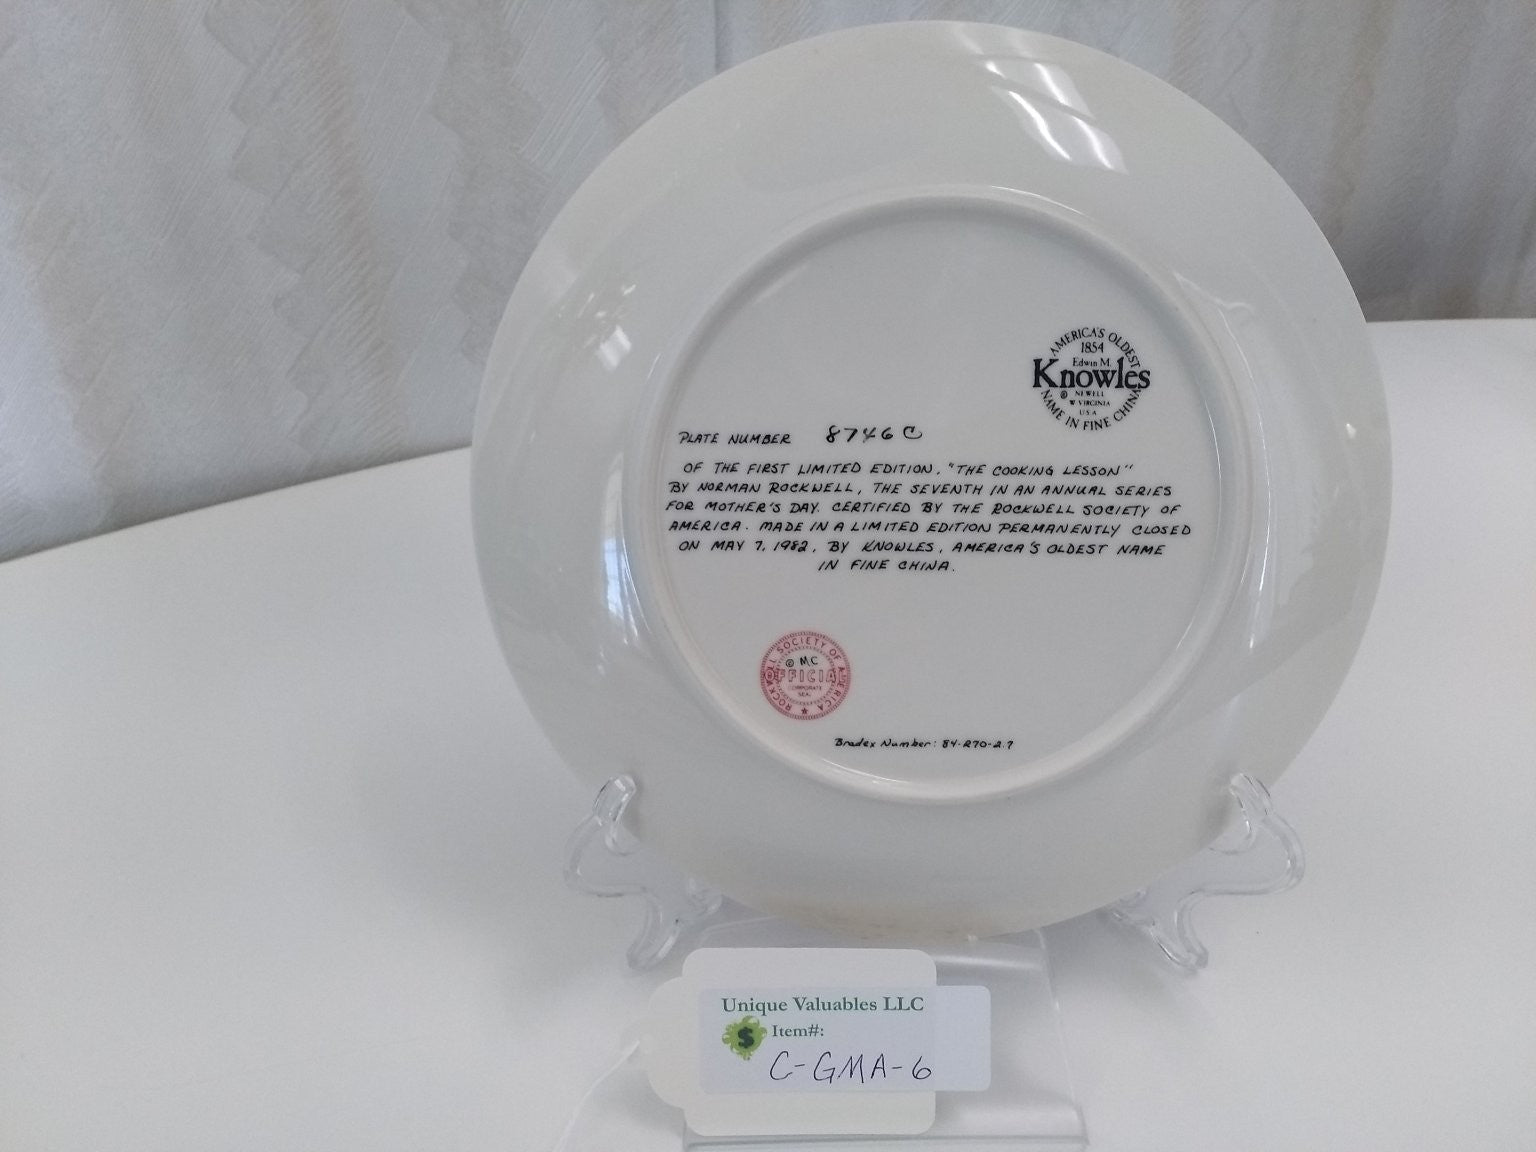 AMERICA'S OLDEST
1854
Edwin M.
Knowles
© NEWELL
W VIRGINIA
U.S.A
NAME IN FINE CHINA
PLATE NUMBER 8746 C
OF THE FIRST LIMITED EDITION, "THE COOKING LESSON"
BY NORMAN ROCKWELL, THE SEVENTH IN AN ANNUAL SERIES
FOR MOTHER'S DAY. CERTIFIED BY THE ROCKWELL SOCIETY OF
AMERICA. MADE IN A LIMITED EDITION PERMANENTLY CLOSED
ON MAY 7, 1982, BY KNOWLES, AMERICA'S OLDEST NAME
IN FINE CHINA.
ROCKWELL SOCIETY OF AMERICA
© MC
OFFICIAL
CORPORATE
SEAL
Bradex Number: 84-R70-2.7
Unique Valuables LLC
$ Item#:
C-GMA-6